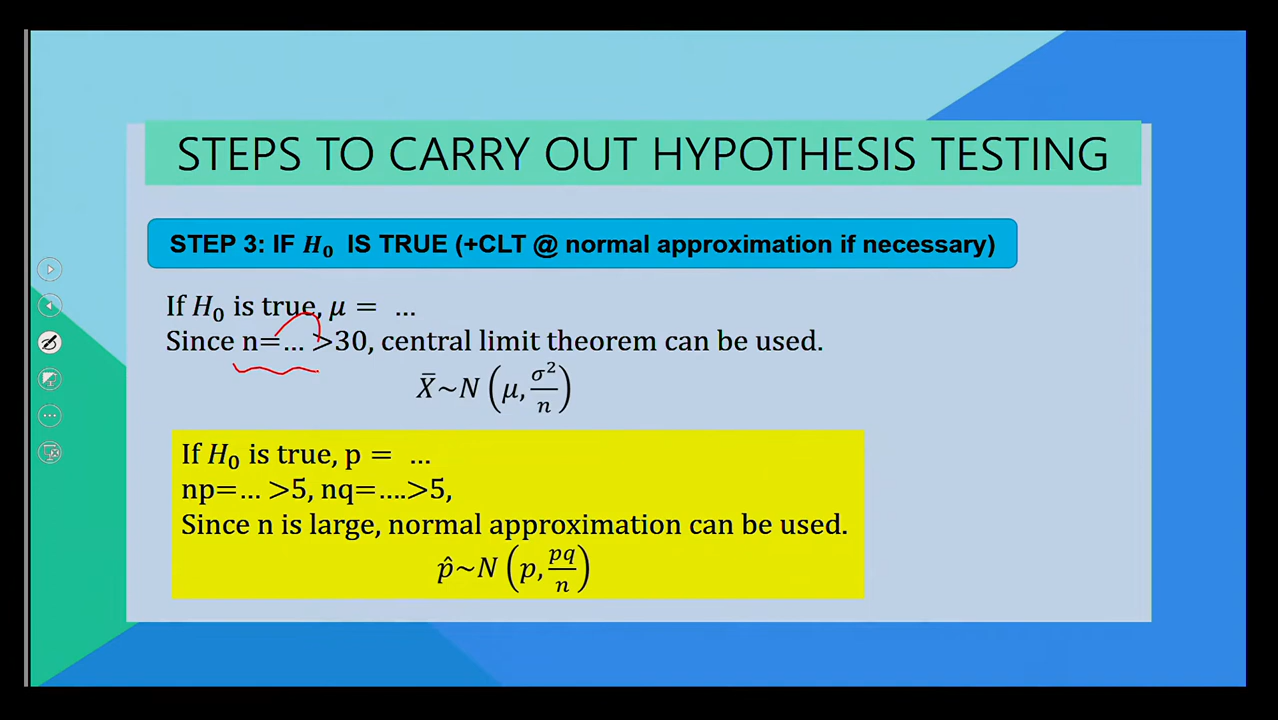 STEPS TO CARRY OUT HYPOTHESIS TESTING
STEP 3: IF H₀ IS TRUE (+CLT @ normal approximation if necessary)
If H₀ is true, μ = …
Since n=… >30, central limit theorem can be used.
X̄~N(μ, σ²/n)
If H₀ is true, p = …
np=… >5, nq=….>5,
Since n is large, normal approximation can be used.
p̂~N(p, pq/n)